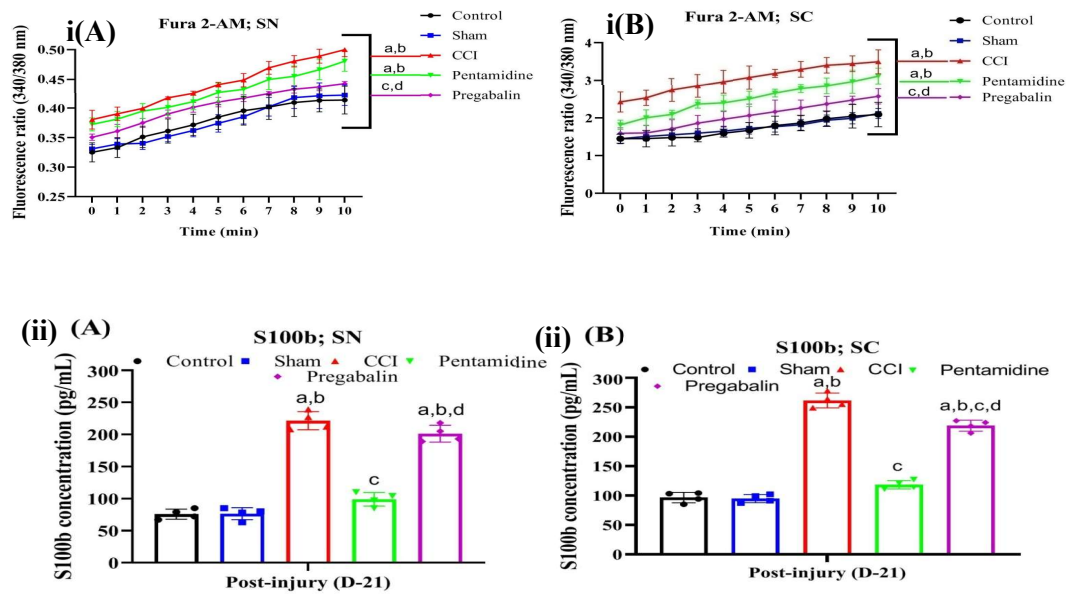 i(A)
Fura 2-AM; SN
Fluorescence ratio (340/380 nm)
0.50
0.45
0.40
0.35
0.30
0.25
0 1 2 3 4 5 6 7 8 9 10
Time (min)
Control
Sham
CCI
Pentamidine
Pregabalin
a,b
a,b
c,d
i(B)
Fura 2-AM; SC
Fluorescence ratio (340/380 nm)
4
3
2
1
0
0 1 2 3 4 5 6 7 8 9 10
Time (min)
Control
Sham
CCI
Pentamidine
Pregabalin
a,b
a,b
c,d
(ii) (A)
S100b; SN
Control Sham CCI Pentamidine
Pregabalin
S100b concentration (pg/mL)
300
250
200
150
100
50
0
a,b
c
a,b,d
Post-injury (D-21)
(ii) (B)
S100b; SC
Control Sham CCI Pentamidine
Pregabalin
S100b concentration (pg/mL)
300
250
200
150
100
50
0
a,b
c
a,b,c,d
Post-injury (D-21)